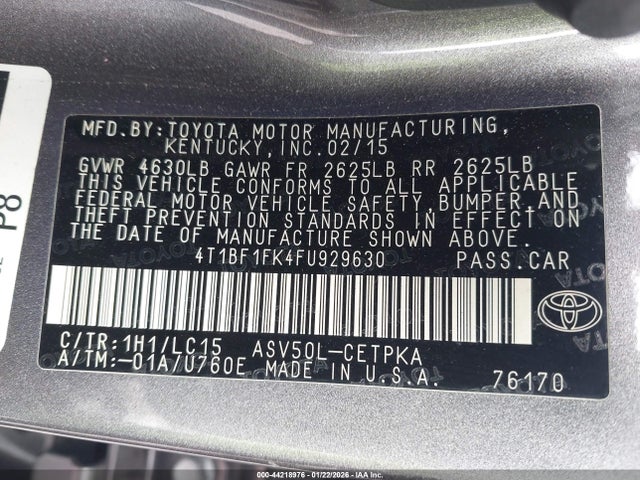 MFD.BY:TOYOTA MOTOR MANUFACTURING,
KENTUCKY, INC.02/15
GVWR 4630LB GAWR FR 2625LB RR 2625LB
THIS VEHICLE CONFORMS TO ALL APPLICABLE
FEDERAL MOTOR VEHICLE SAFETY, BUMPER, AND
THEFT PREVENTION STANDARDS IN EFFECT ON
THE DATE OF MANUFACTURE SHOWN ABOVE.
4T1BF1FK4FU929630 PASS.CAR
C/TR:1H1/LC15 ASV50L-CETPKA
A/TM:-01A/U760E MADE IN U.S.A. 76170
P8
000-44218976 - 01/22/2026 - IAAI.COM